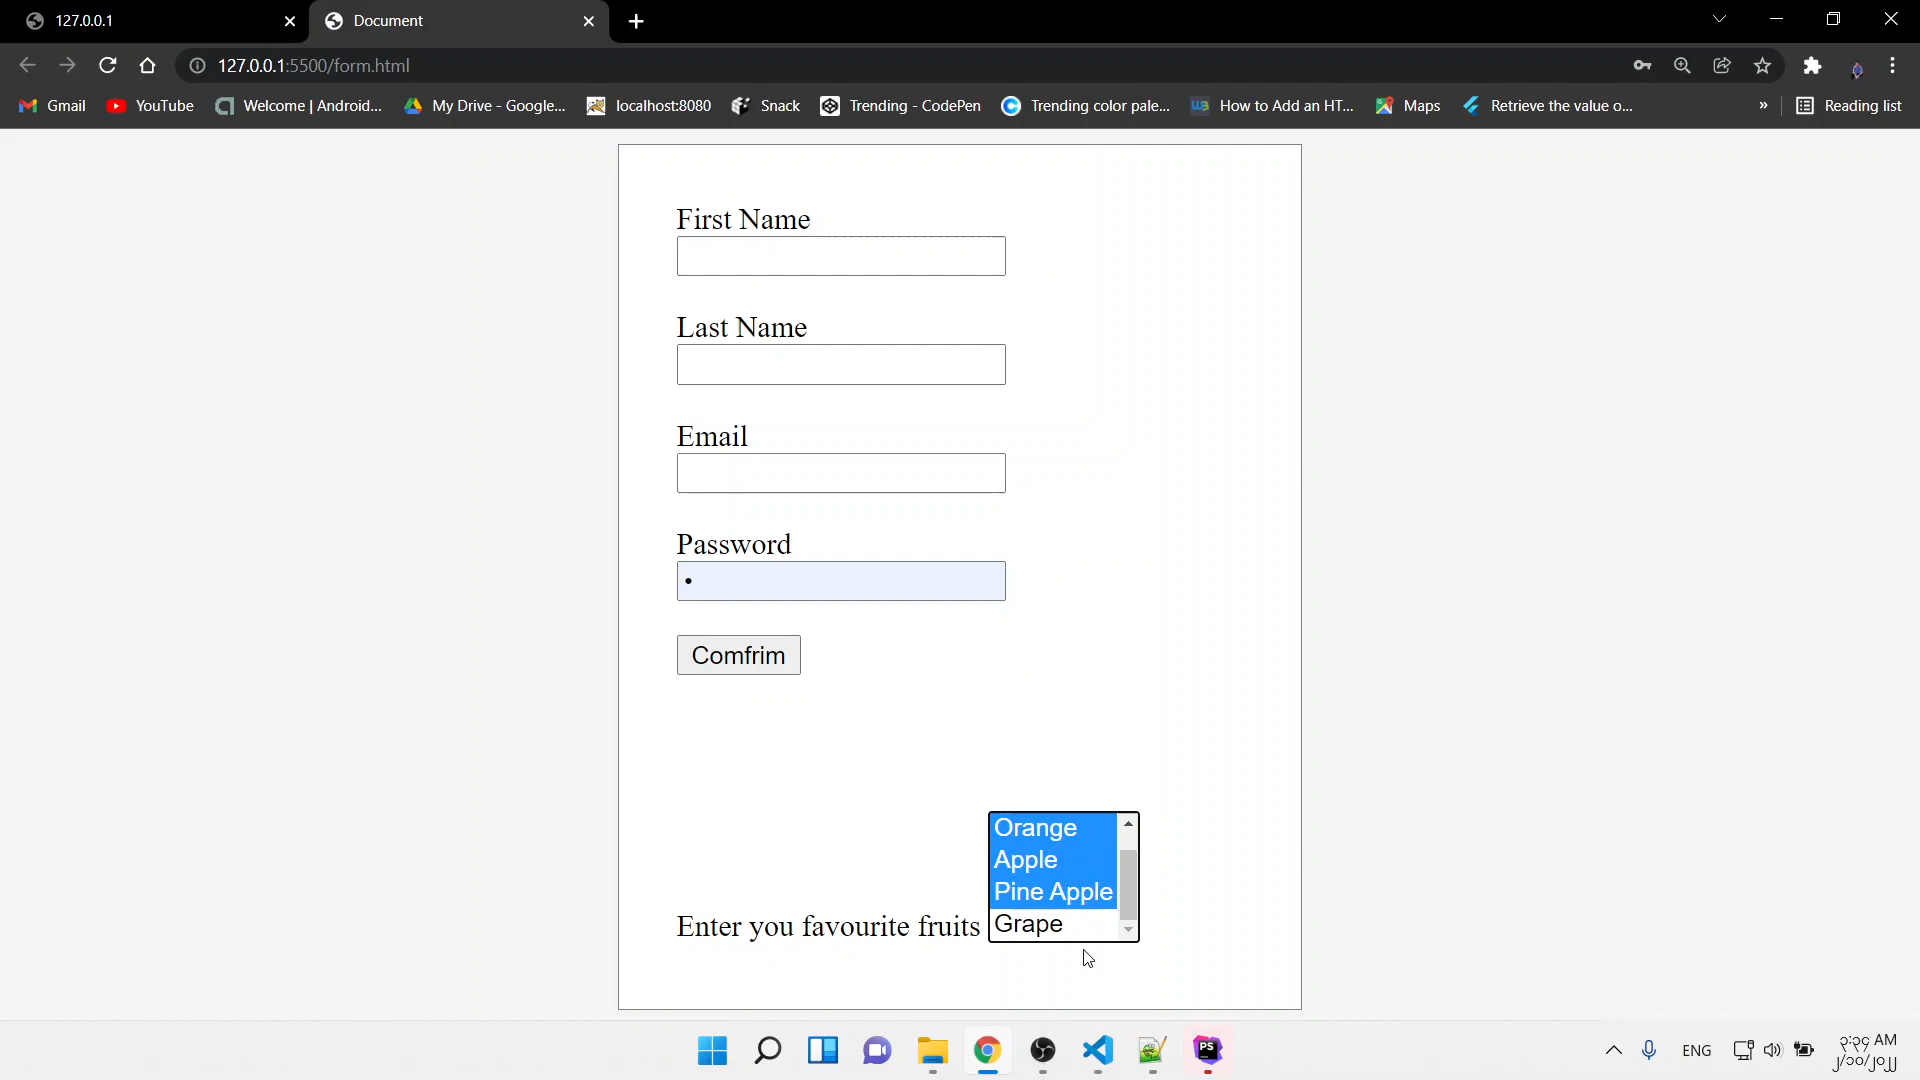 127.0.0.1
Document
127.0.0.1:5500/form.html
Gmail
YouTube
Welcome | Android...
My Drive - Google...
localhost:8080
Snack
Trending - CodePen
Trending color pale...
How to Add an HT...
Maps
Retrieve the value o...
»
Reading list
First Name
Last Name
Email
Password
Comfrim
Orange
Apple
Pine Apple
Enter you favourite fruits
Grape
PS
ENG
AM